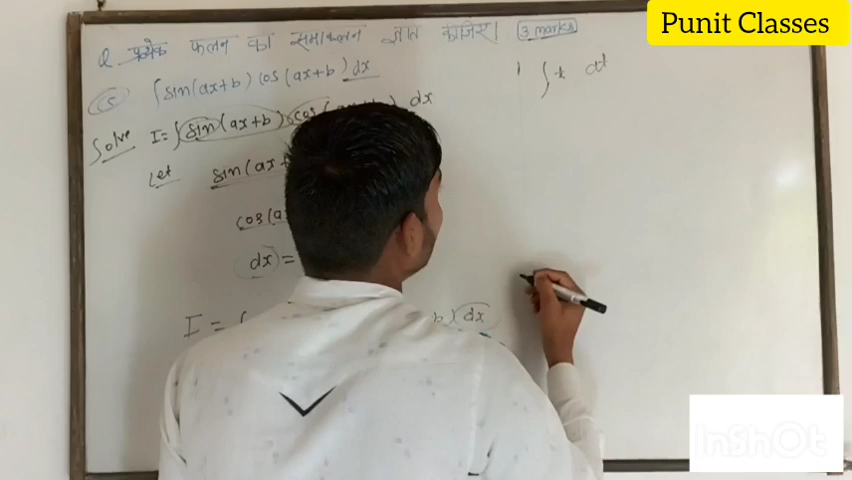 Punit Classes
Q प्रत्येक फलन का समाकलन ज्ञात कीजिए। (3 marks)
(5) ∫sin(ax+b) cos(ax+b) dx
Solve I = ∫sin(ax+b) cos( dx
Let sin(ax+
cos(a
dx =
I = ∫ b) dx
∫ t dt
InShOt